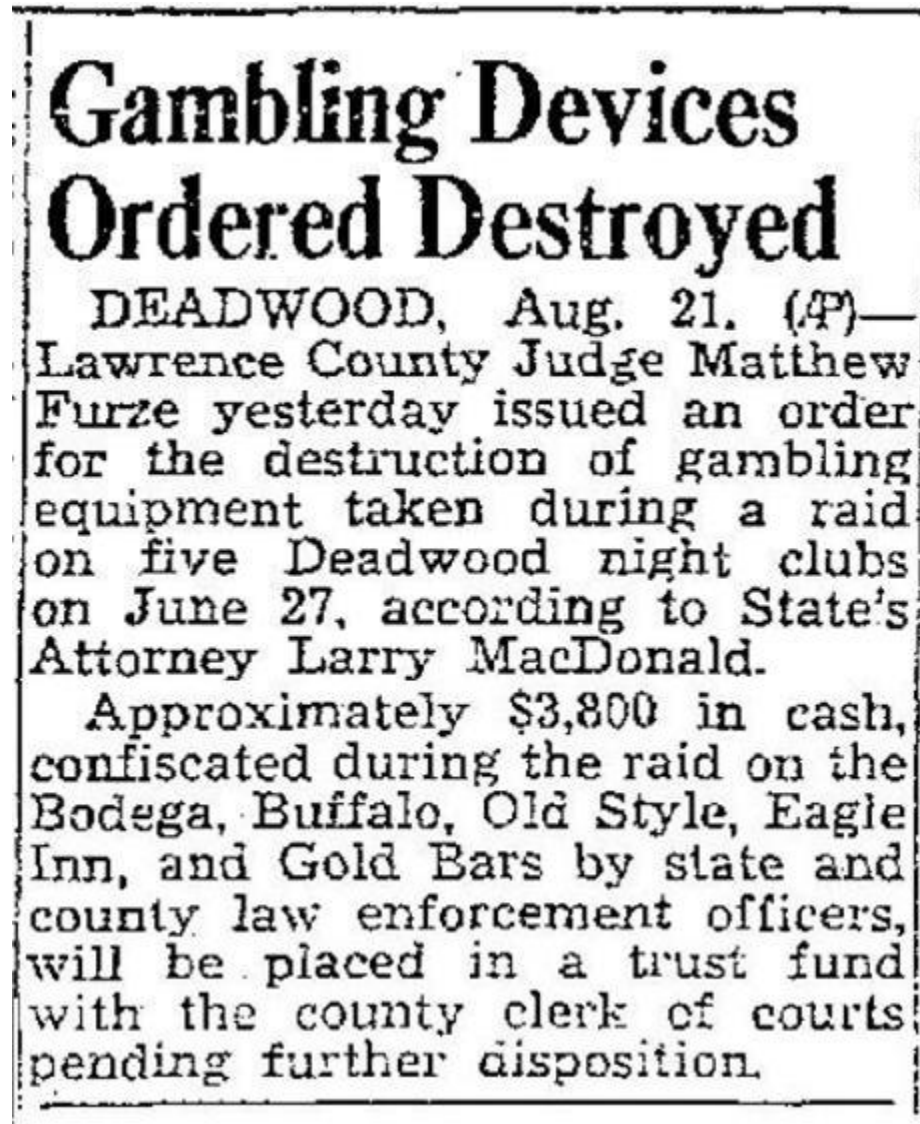 Gambling Devices
Ordered Destroyed
DEADWOOD, Aug. 21. (AP)—
Lawrence County Judge Matthew
Furze yesterday issued an order
for the destruction of gambling
equipment taken during a raid
on five Deadwood night clubs
on June 27, according to State's
Attorney Larry MacDonald.
Approximately $3,800 in cash,
confiscated during the raid on the
Bodega, Buffalo, Old Style, Eagle
Inn, and Gold Bars by state and
county law enforcement officers,
will be placed in a trust fund
with the county clerk of courts
pending further disposition.